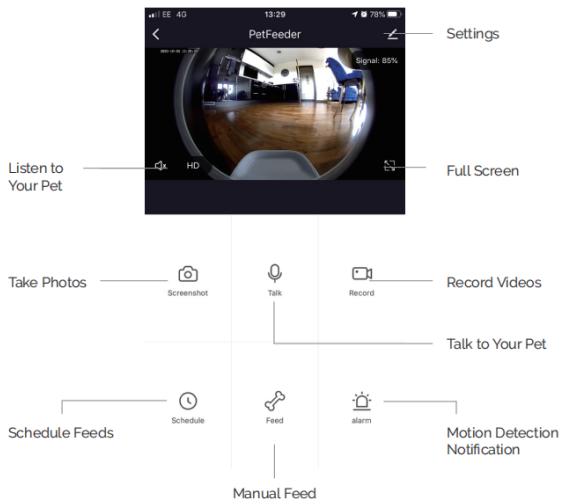 EE 4G 13:29 78%
PetFeeder
Settings
Signal: 85%
Listen to
Your Pet
HD
Full Screen
Take Photos
Screenshot
Talk
Record
Record Videos
Talk to Your Pet
Schedule
Feed
alarm
Schedule Feeds
Motion Detection
Notification
Manual Feed